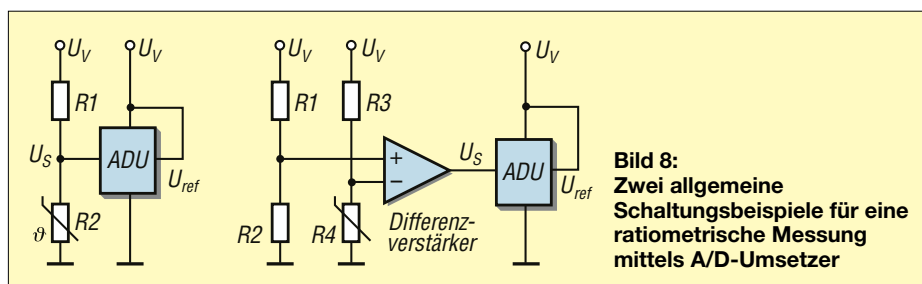 U_V
U_V
R1
U_S
ADU
U_ref
ϑ
R2
U_V
U_V
R1
R3
U_V
+
−
U_S
ADU
U_ref
R2
R4
Differenz-
verstärker
Bild 8:
Zwei allgemeine
Schaltungsbeispiele für eine
ratiometrische Messung
mittels A/D-Umsetzer